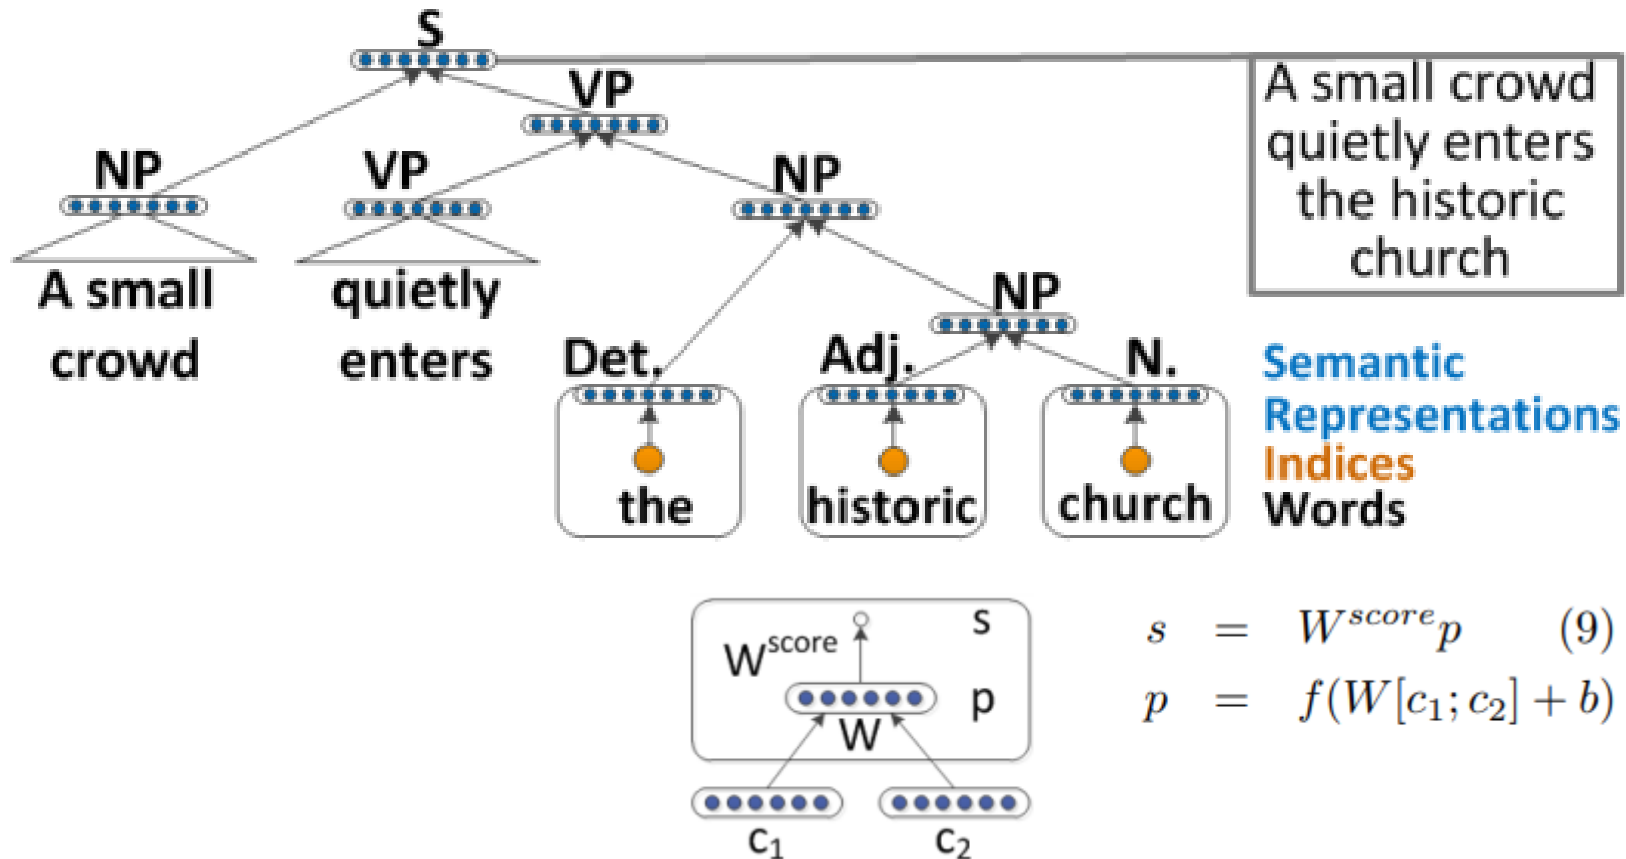 S
VP
NP
VP
NP
A small
crowd
quietly
enters
NP
Det.
Adj.
N.
the
historic
church
A small crowd
quietly enters
the historic
church
Semantic
Representations
Indices
Words
s
W^score
p
W
c₁
c₂
s = W^{score}p (9)
p = f(W[c₁; c₂] + b)